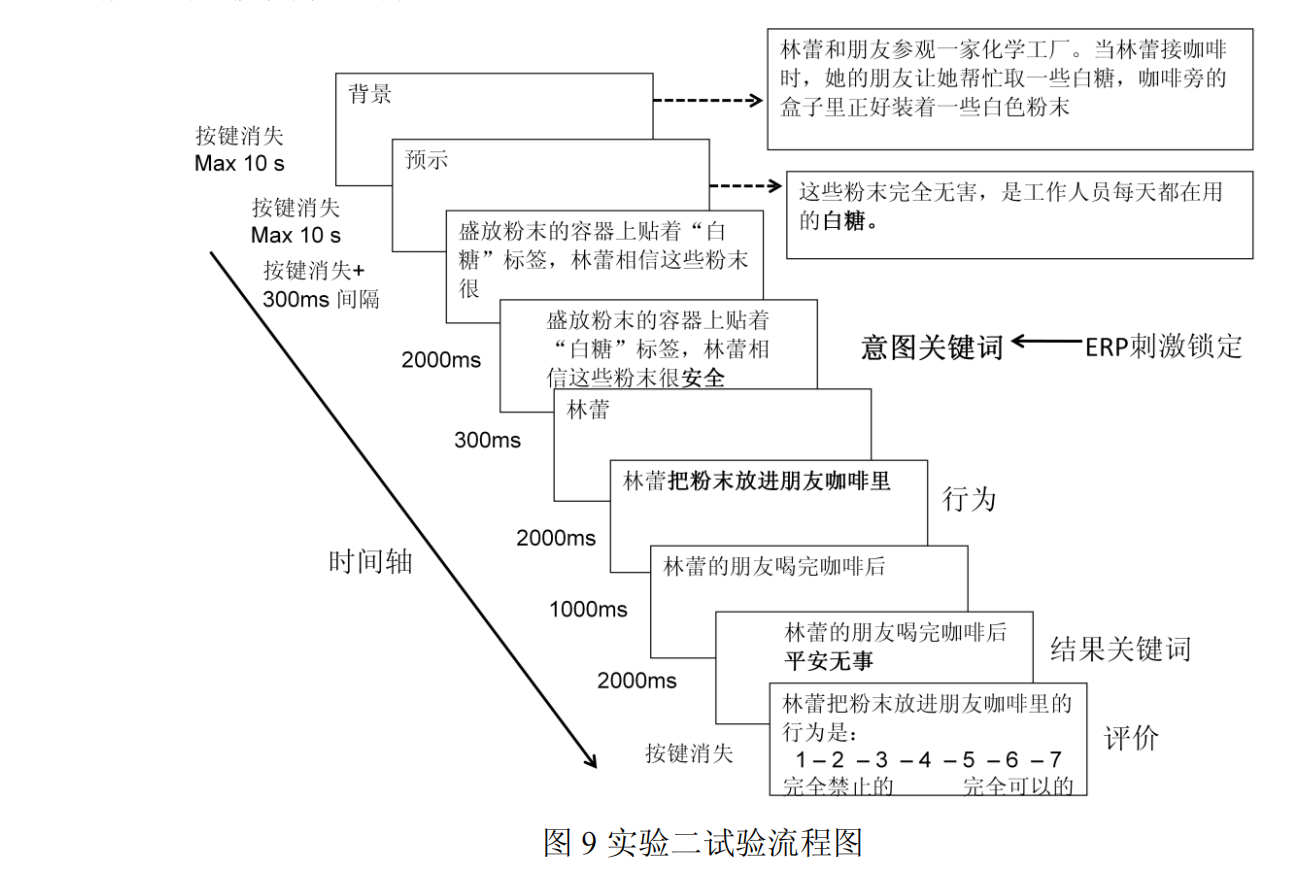 背景
林蕾和朋友参观一家化学工厂。当林蕾接咖啡
时，她的朋友让她帮忙取一些白糖，咖啡旁的
盒子里正好装着一些白色粉末
按键消失
Max 10 s
预示
这些粉末完全无害，是工作人员每天都在用
的白糖。
按键消失
Max 10 s
盛放粉末的容器上贴着“白
糖”标签，林蕾相信这些粉末
很
按键消失+
300ms 间隔
盛放粉末的容器上贴着
“白糖”标签，林蕾相
信这些粉末很安全
意图关键词
ERP刺激锁定
2000ms
林蕾
300ms
林蕾把粉末放进朋友咖啡里
行为
2000ms
林蕾的朋友喝完咖啡后
时间轴
1000ms
林蕾的朋友喝完咖啡后
平安无事
结果关键词
2000ms
林蕾把粉末放进朋友咖啡里的
行为是：
1 – 2 – 3 – 4 – 5 – 6 – 7
完全禁止的 完全可以的
评价
按键消失
图 9 实验二试验流程图